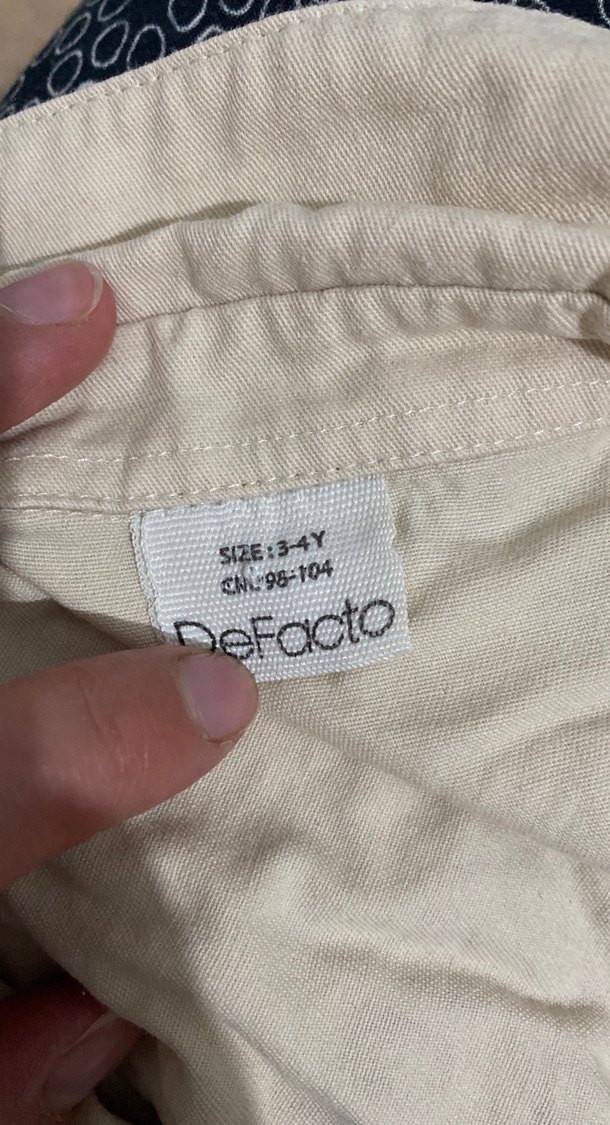 SIZE: 3-4Y
CM: 98-104
DeFacto